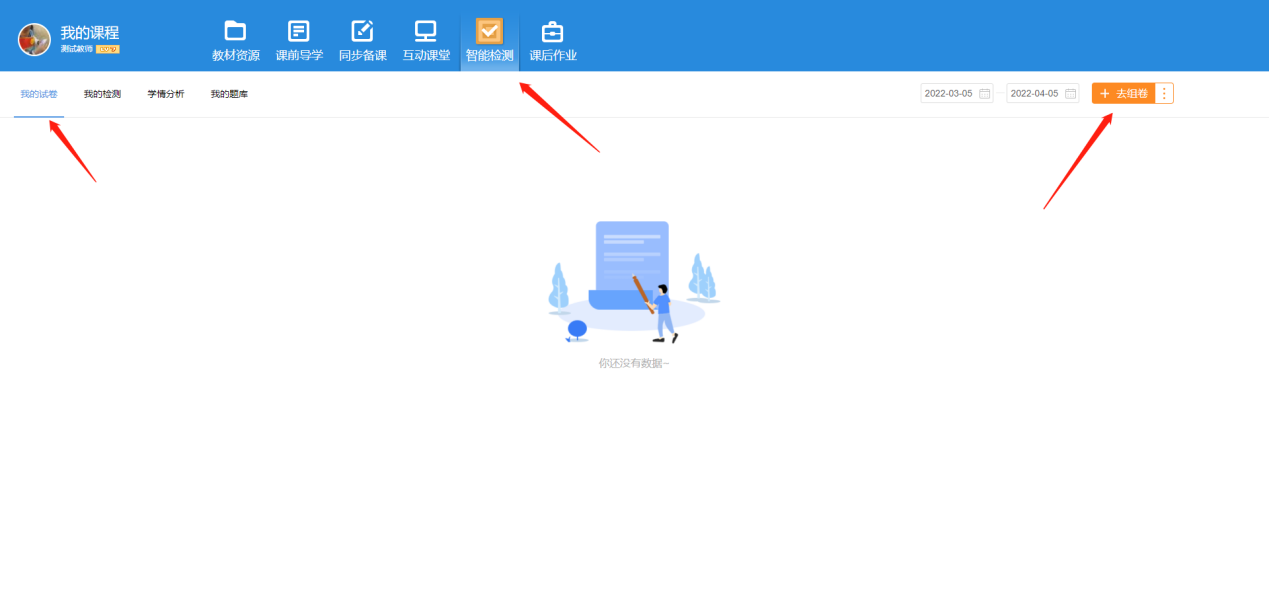 我的课程
测试教师
教材资源
课前导学
同步备课
互动课堂
智能检测
课后作业
我的试卷
我的检测
学情分析
我的题库
2022-03-05
2022-04-05
+ 去组卷
你还没有数据~